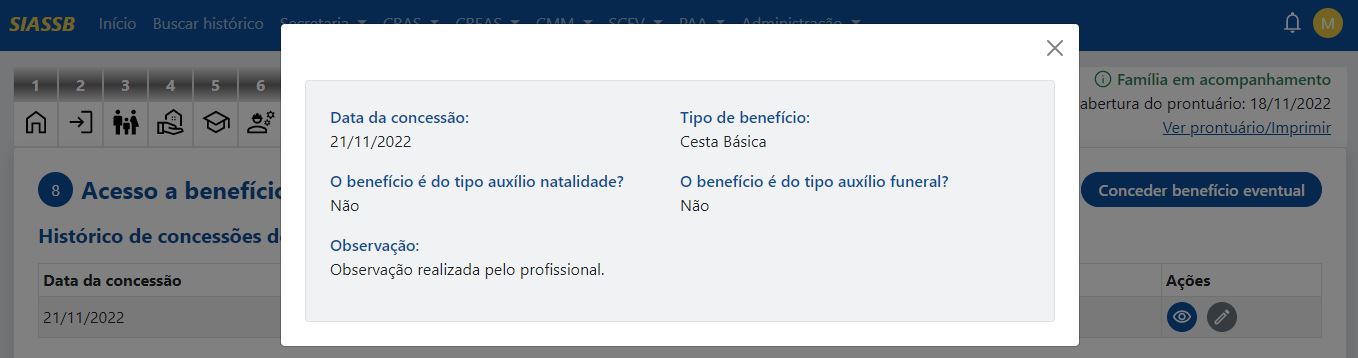 SIASSB Início Buscar histórico Secretaria CRAS CREAS CMM SCFV PAA Administração M
1 2 3 4 5 6
Família em acompanhamento
abertura do prontuário: 18/11/2022
Ver prontuário/Imprimir
Data da concessão: Tipo de benefício:
21/11/2022 Cesta Básica
O benefício é do tipo auxílio natalidade? O benefício é do tipo auxílio funeral?
Não Não
Observação:
Observação realizada pelo profissional.
8 Acesso a benefício
Conceder benefício eventual
Histórico de concessões
Data da concessão Ações
21/11/2022